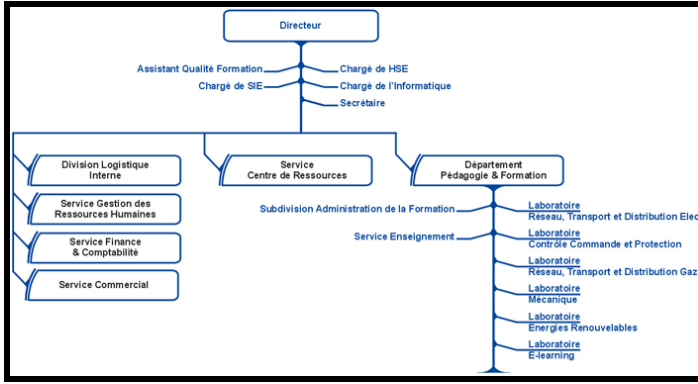 Directeur
Assistant Qualité Formation
Chargé de HSE
Chargé de SIE
Chargé de l'Informatique
Secrétaire
Division Logistique
Interne
Service
Centre de Ressources
Département
Pédagogie & Formation
Service Gestion des
Ressources Humaines
Service Finance
& Comptabilité
Service Commercial
Subdivision Administration de la Formation
Service Enseignement
Laboratoire
Réseau, Transport et Distribution Elec
Laboratoire
Contrôle Commande et Protection
Laboratoire
Réseau, Transport et Distribution Gaz
Laboratoire
Mécanique
Laboratoire
Energies Renouvelables
Laboratoire
E-learning